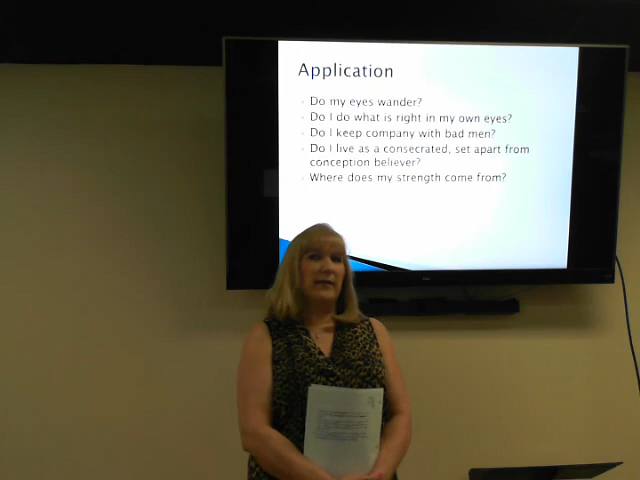 Application
Do my eyes wander?
Do I do what is right in my own eyes?
Do I keep company with bad men?
Do I live as a consecrated, set apart from
conception believer?
Where does my strength come from?